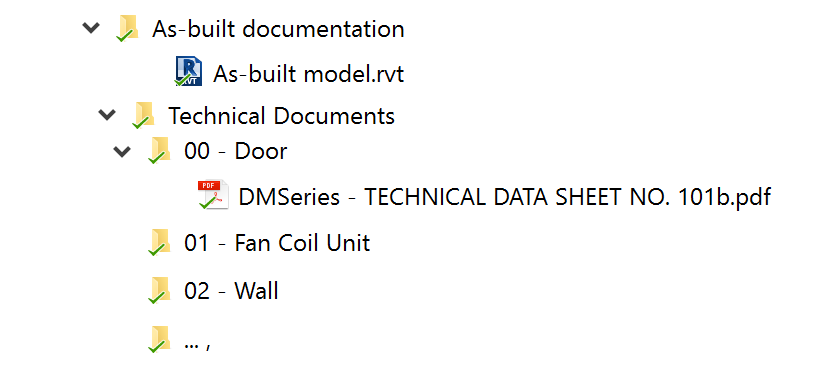 As-built documentation
As-built model.rvt
Technical Documents
00 - Door
DMSeries - TECHNICAL DATA SHEET NO. 101b.pdf
01 - Fan Coil Unit
02 - Wall
... ,